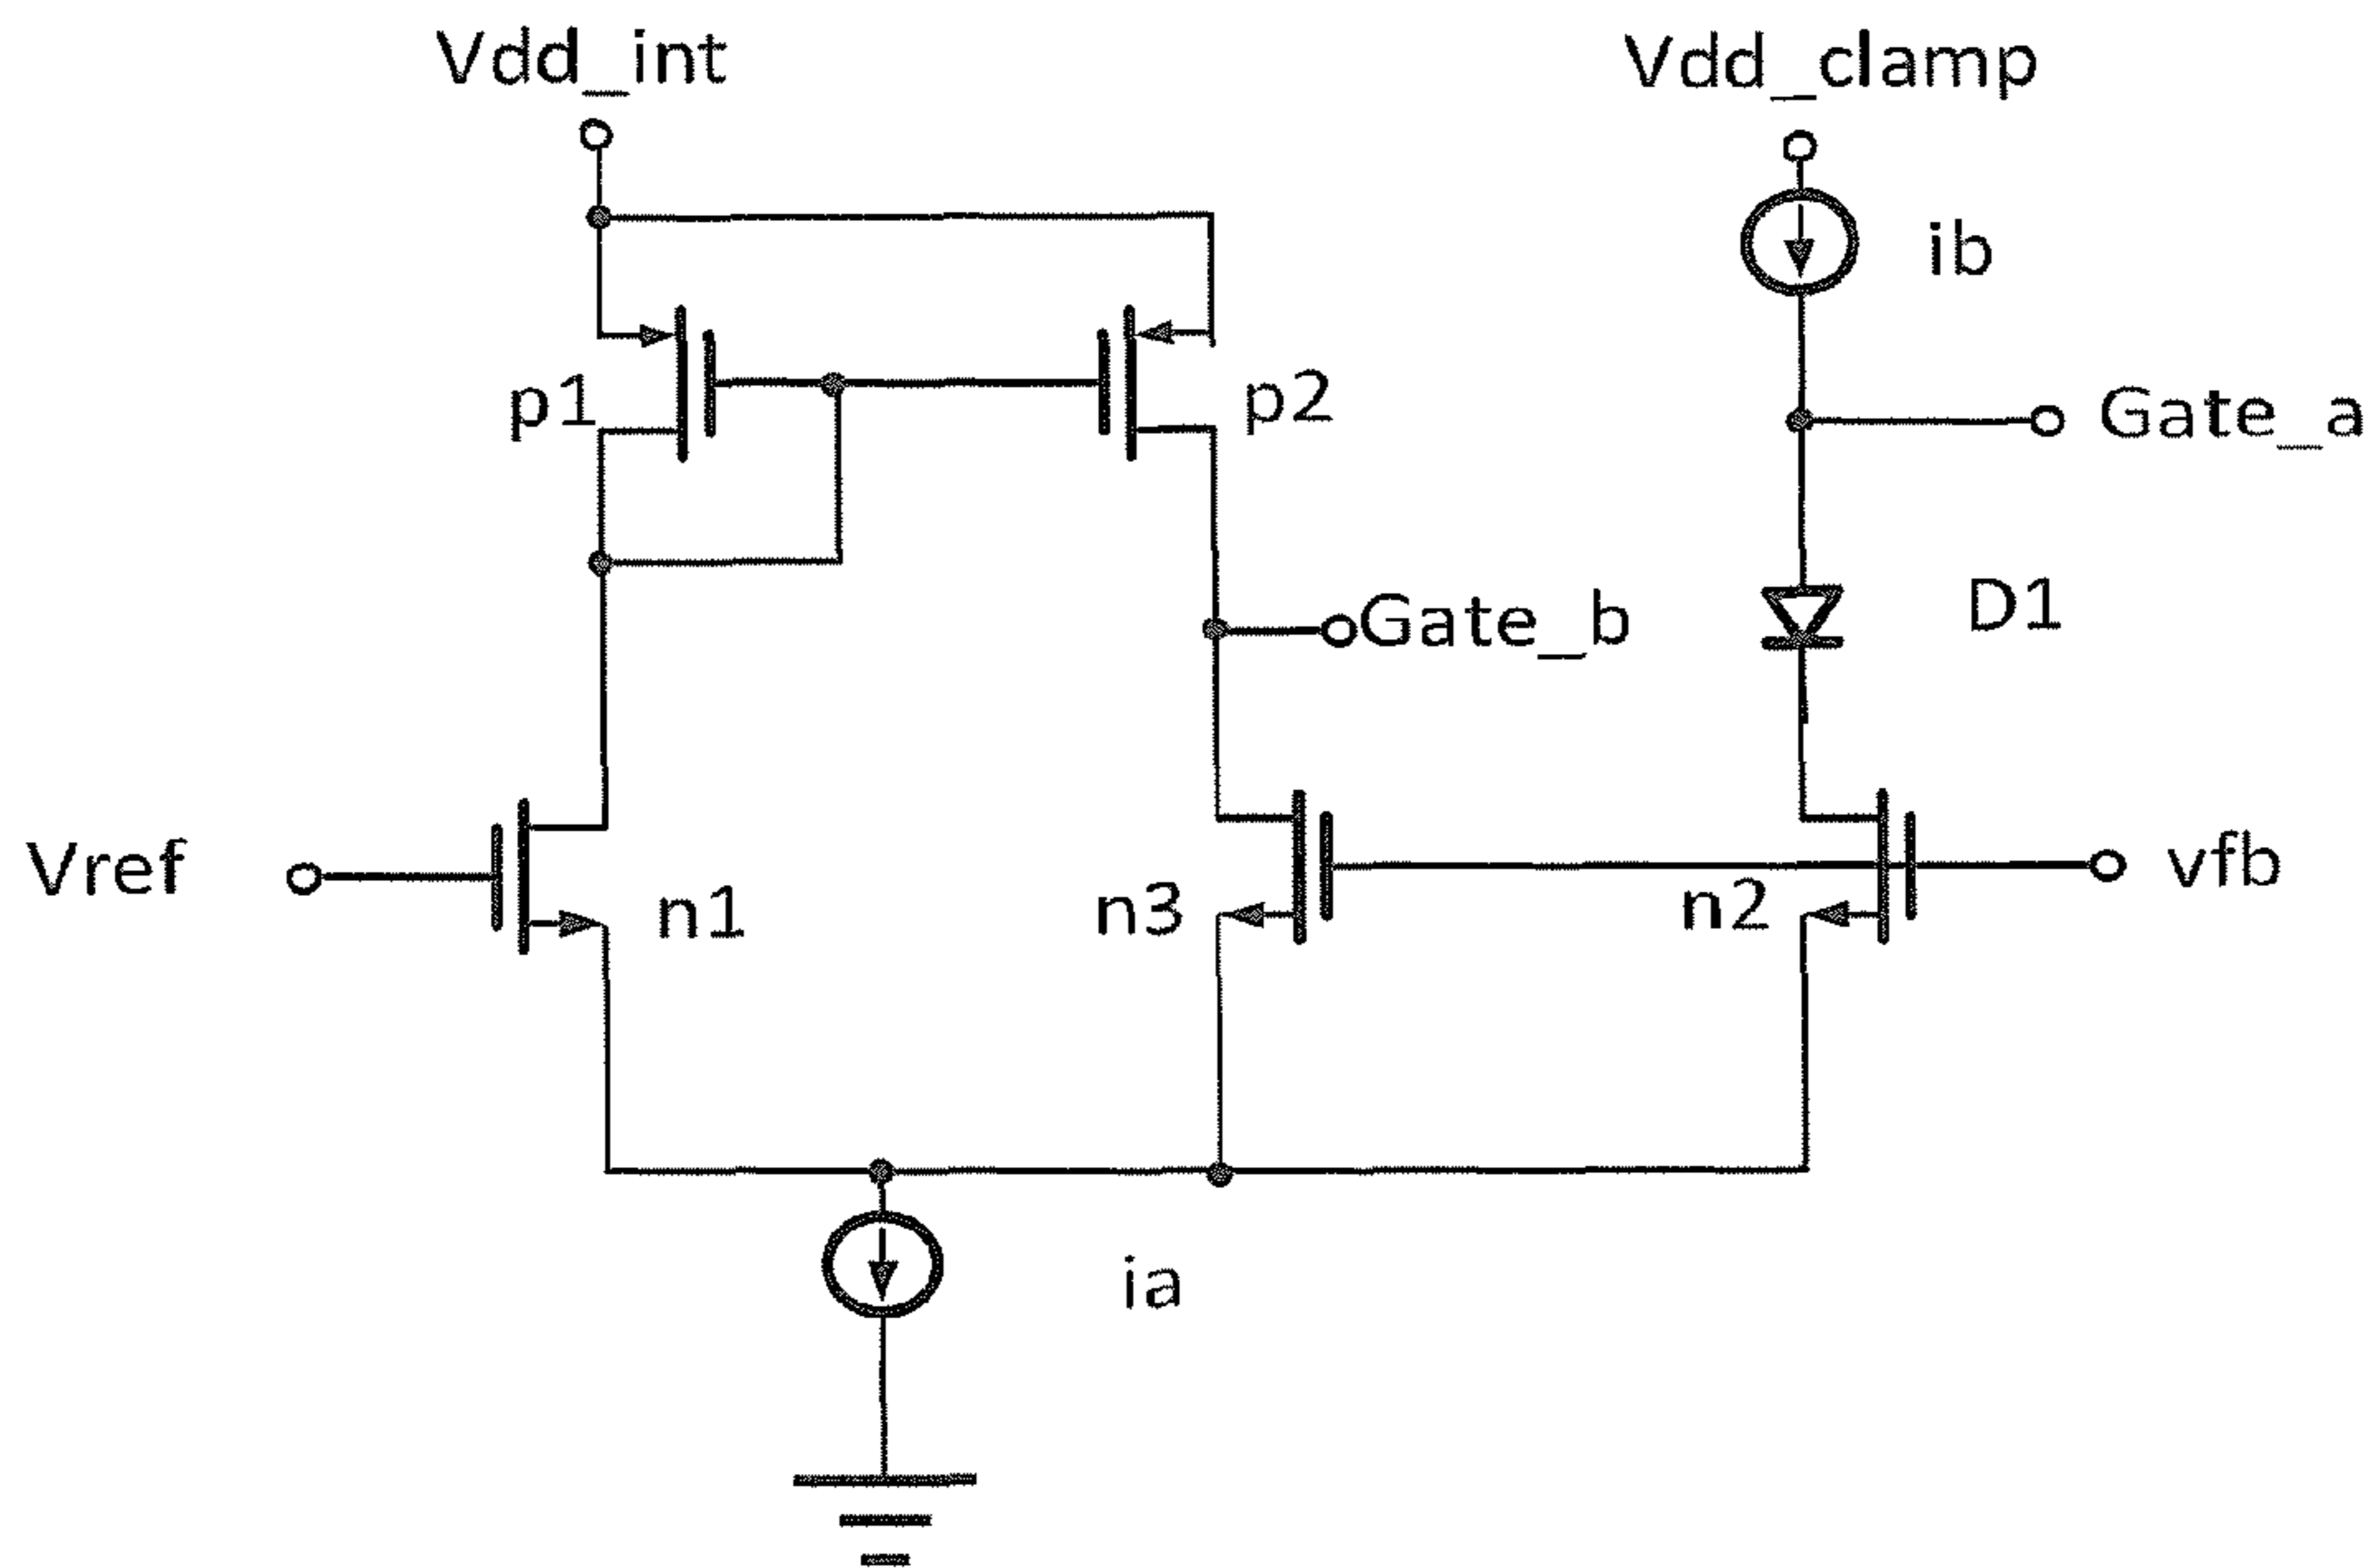 Vdd_int
Vdd_clamp
ib
p1
p2
Gate_a
Gate_b
D1
Vref
n1
n3
n2
vfb
ia